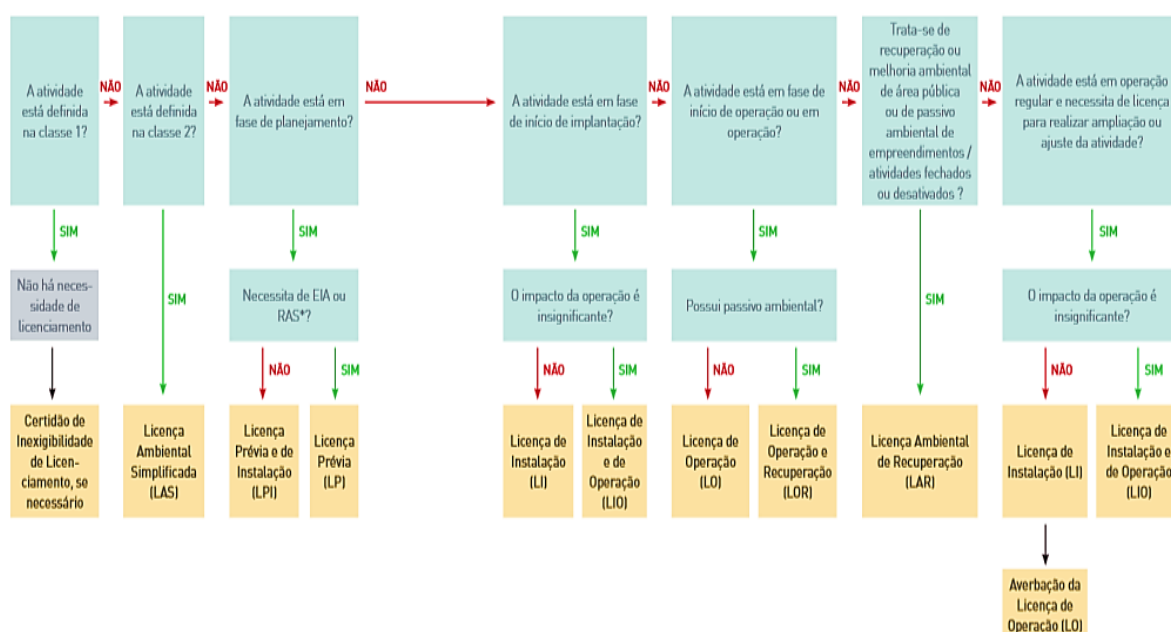 A atividade
está definida
na classe 1?
NÃO
A atividade
está definida
na classe 2?
NÃO
A atividade está em
fase de planejamento?
NÃO
A atividade está em fase
de início de implantação?
NÃO
A atividade está em fase de
início de operação ou em
operação?
NÃO
Trata-se de
recuperação ou
melhoria ambiental
de área pública
ou de passivo
ambiental de
empreendimentos /
atividades fechados
ou desativados ?
NÃO
A atividade está em operação
regular e necessita de licença
para realizar ampliação ou
ajuste da atividade?
SIM
SIM
SIM
SIM
SIM
SIM
SIM
Não há neces-
sidade de
licenciamento
Necessita de EIA ou
RAS*?
O impacto da operação é
insignificante?
Possui passivo ambiental?
O impacto da operação é
insignificante?
NÃO
SIM
NÃO
SIM
NÃO
SIM
NÃO
SIM
Certidão de
Inexigibilidade
de Licen-
ciamento, se
necessário
Licença
Ambiental
Simplificada
(LAS)
Licença
Prévia e de
Instalação
(LPI)
Licença
Prévia (LP)
Licença de
Instalação
(LI)
Licença de
Instalação
e de
Operação
(LIO)
Licença de
Operação
(LO)
Licença de
Operação e
Recuperação
(LOR)
Licença Ambiental
de Recuperação
(LAR)
Licença de
Instalação (LI)
Licença de
Instalação e
de Operação
(LIO)
Averbação da
Licença de
Operação (LO)